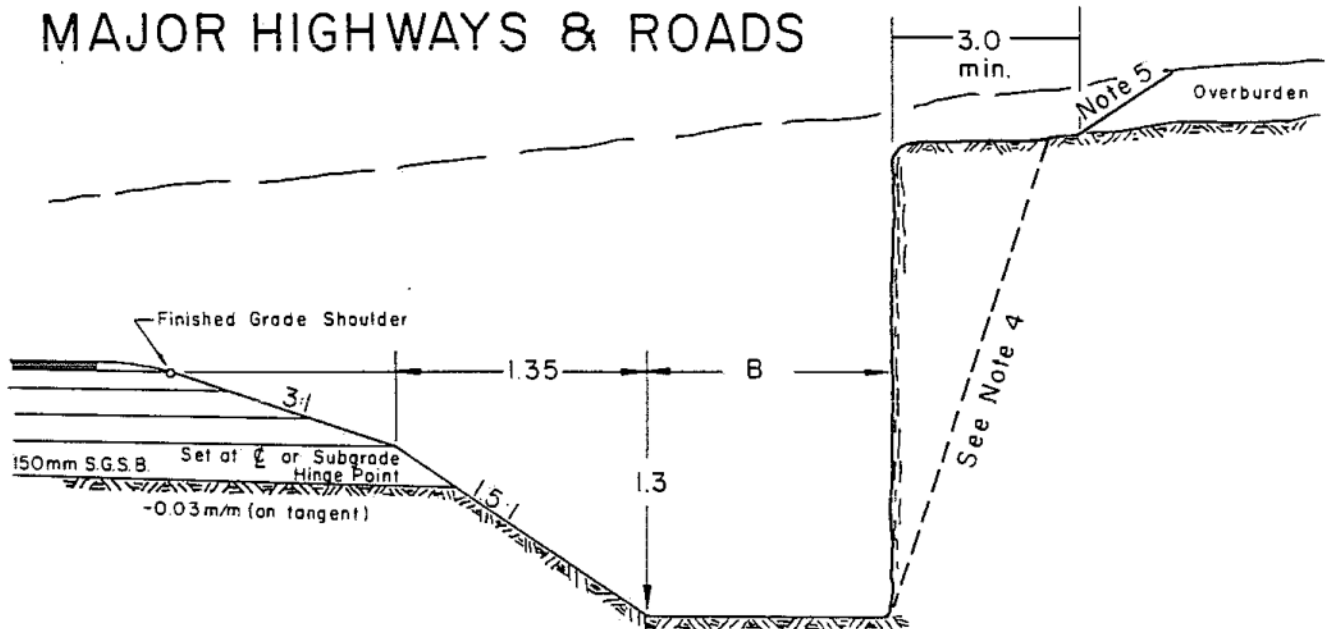 MAJOR HIGHWAYS & ROADS
3.0
min.
Note 5
Overburden
Finished Grade Shoulder
1.35
B
3:1
See Note 4
150mm S.G.S.B.
Set at ℄ or Subgrade
Hinge Point
1.3
1.5:1
-0.03 m/m (on tangent)